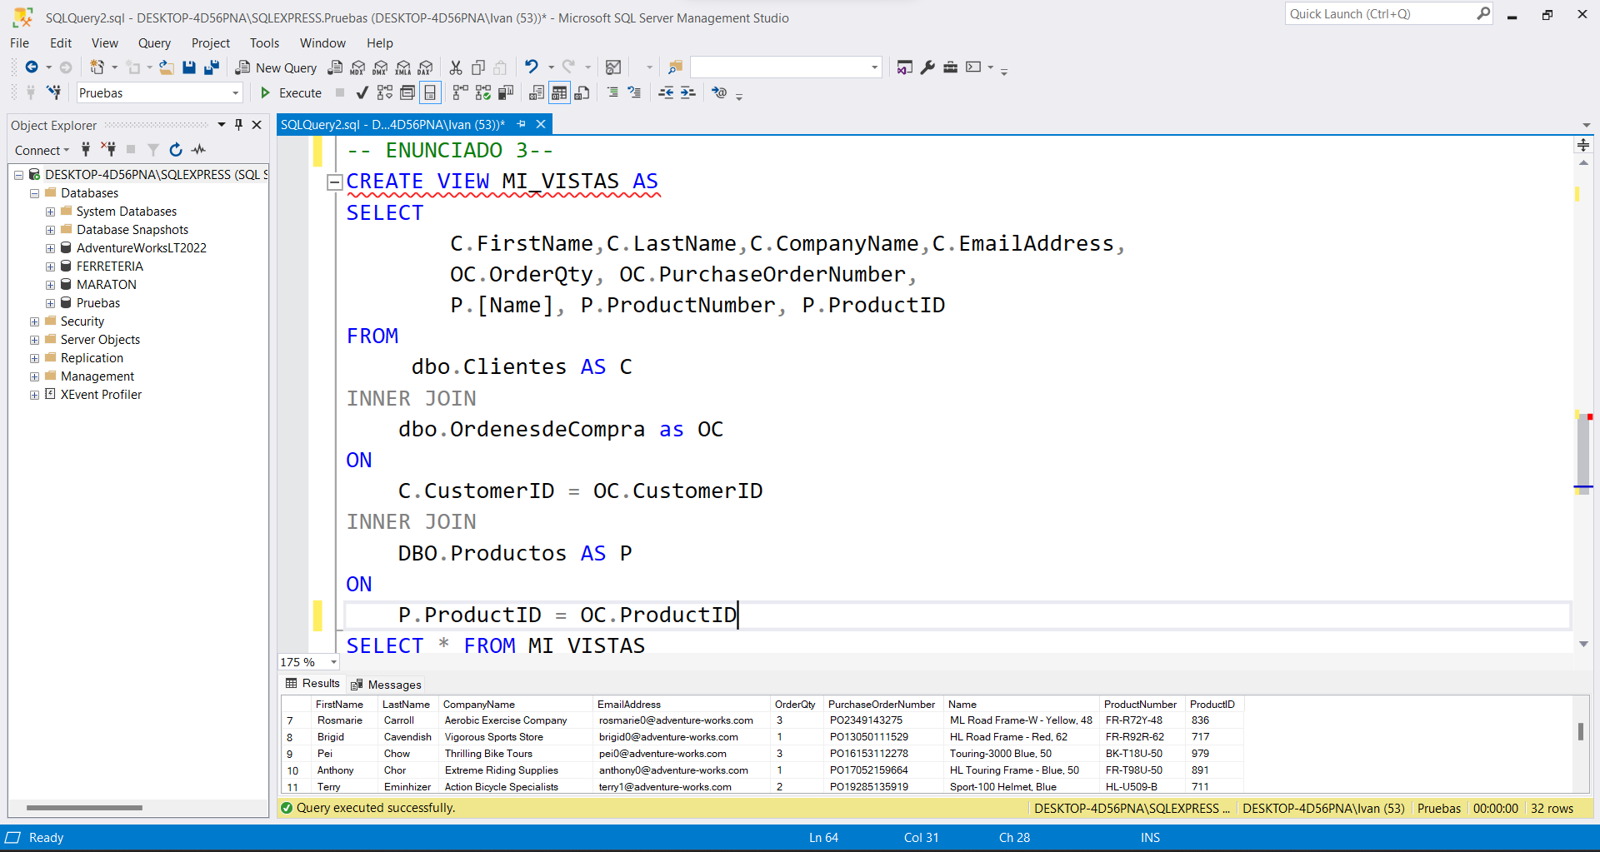 SQLQuery2.sql - DESKTOP-4D56PNA\SQLEXPRESS.Pruebas (DESKTOP-4D56PNA\Ivan (53))* - Microsoft SQL Server Management Studio
Quick Launch (Ctrl+Q)
File Edit View Query Project Tools Window Help
New Query MDX DMX XMLA DAX
Pruebas Execute
Object Explorer
SQLQuery2.sql - D...4D56PNA\Ivan (53))*
Connect
DESKTOP-4D56PNA\SQLEXPRESS (SQL S
Databases
System Databases
Database Snapshots
AdventureWorksLT2022
FERRETERIA
MARATON
Pruebas
Security
Server Objects
Replication
Management
XEvent Profiler
-- ENUNCIADO 3--
CREATE VIEW MI_VISTAS AS
SELECT
C.FirstName,C.LastName,C.CompanyName,C.EmailAddress,
OC.OrderQty, OC.PurchaseOrderNumber,
P.[Name], P.ProductNumber, P.ProductID
FROM
dbo.Clientes AS C
INNER JOIN
dbo.OrdenesdeCompra as OC
ON
C.CustomerID = OC.CustomerID
INNER JOIN
DBO.Productos AS P
ON
P.ProductID = OC.ProductID
SELECT * FROM MI_VISTAS
175 %
Results Messages
FirstName LastName CompanyName EmailAddress OrderQty PurchaseOrderNumber Name ProductNumber ProductID
7 Rosmarie Carroll Aerobic Exercise Company rosmarie0@adventure-works.com 3 PO2349143275 ML Road Frame-W - Yellow, 48 FR-R72Y-48 836
8 Brigid Cavendish Vigorous Sports Store brigid0@adventure-works.com 1 PO13050111529 HL Road Frame - Red, 62 FR-R92R-62 717
9 Pei Chow Thrilling Bike Tours pei0@adventure-works.com 3 PO16153112278 Touring-3000 Blue, 50 BK-T18U-50 979
10 Anthony Chor Extreme Riding Supplies anthony0@adventure-works.com 1 PO17052159664 HL Touring Frame - Blue, 50 FR-T98U-50 891
11 Terry Eminhizer Action Bicycle Specialists terry1@adventure-works.com 2 PO19285135919 Sport-100 Helmet, Blue HL-U509-B 711
Query executed successfully. DESKTOP-4D56PNA\SQLEXPRESS ... DESKTOP-4D56PNA\Ivan (53) Pruebas 00:00:00 32 rows
Ready Ln 64 Col 31 Ch 28 INS